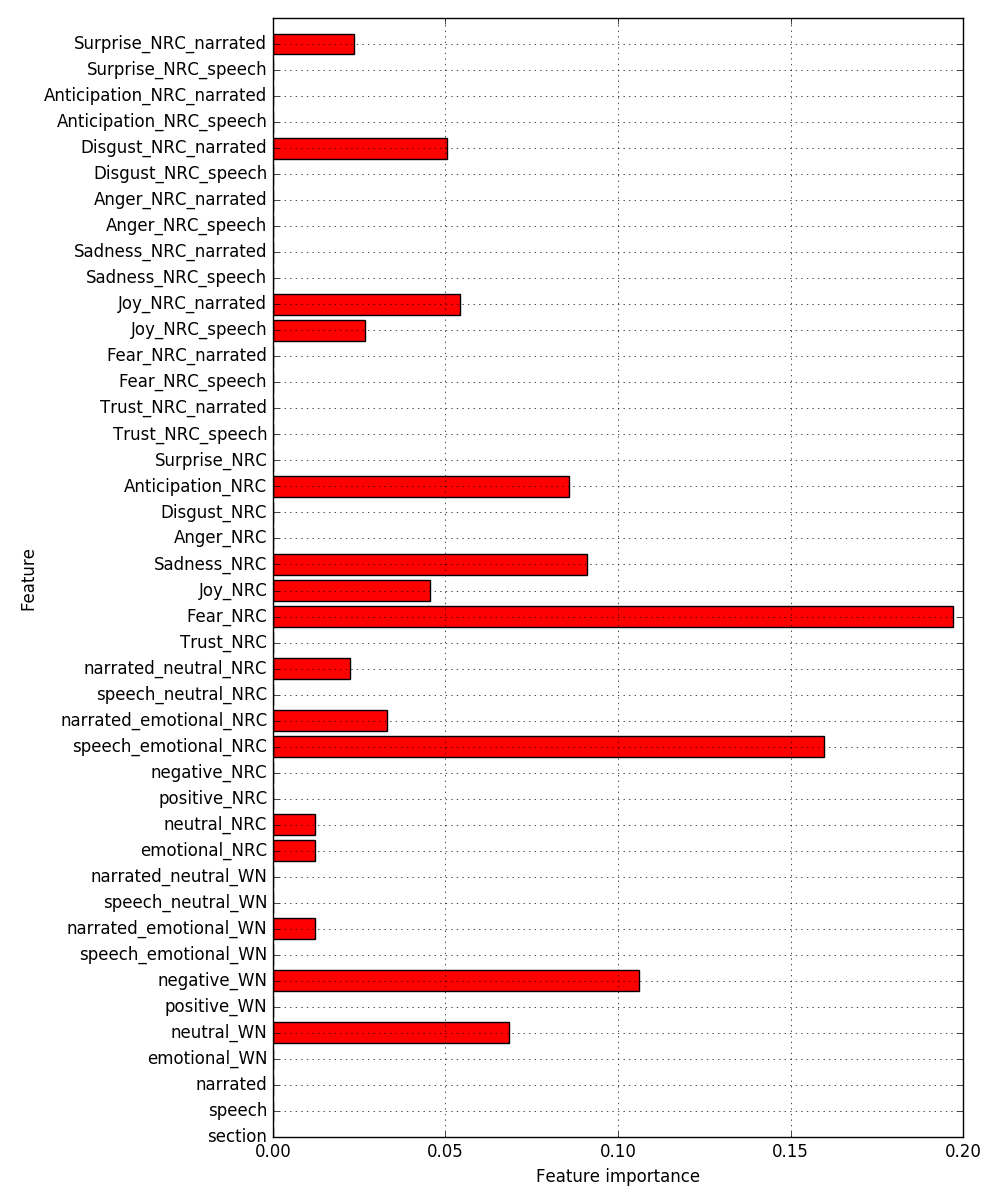 Surprise_NRC_narrated
Surprise_NRC_speech
Anticipation_NRC_narrated
Anticipation_NRC_speech
Disgust_NRC_narrated
Disgust_NRC_speech
Anger_NRC_narrated
Anger_NRC_speech
Sadness_NRC_narrated
Sadness_NRC_speech
Joy_NRC_narrated
Joy_NRC_speech
Fear_NRC_narrated
Fear_NRC_speech
Trust_NRC_narrated
Trust_NRC_speech
Surprise_NRC
Anticipation_NRC
Disgust_NRC
Anger_NRC
Sadness_NRC
Joy_NRC
Fear_NRC
Trust_NRC
narrated_neutral_NRC
speech_neutral_NRC
narrated_emotional_NRC
speech_emotional_NRC
negative_NRC
positive_NRC
neutral_NRC
emotional_NRC
narrated_neutral_WN
speech_neutral_WN
narrated_emotional_WN
speech_emotional_WN
negative_WN
positive_WN
neutral_WN
emotional_WN
narrated
speech
section
Feature
0.00 0.05 0.10 0.15 0.20
Feature importance